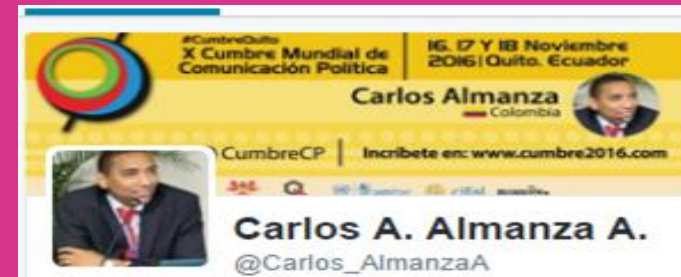 #CumbreQuito
X Cumbre Mundial de
Comunicación Política
16. 17 Y 18 Noviembre
2016|Quito. Ecuador
Carlos Almanza
Colombia
CumbreCP | Incribete en: www.cumbre2016.com
Carlos A. Almanza A.
@Carlos_AlmanzaA